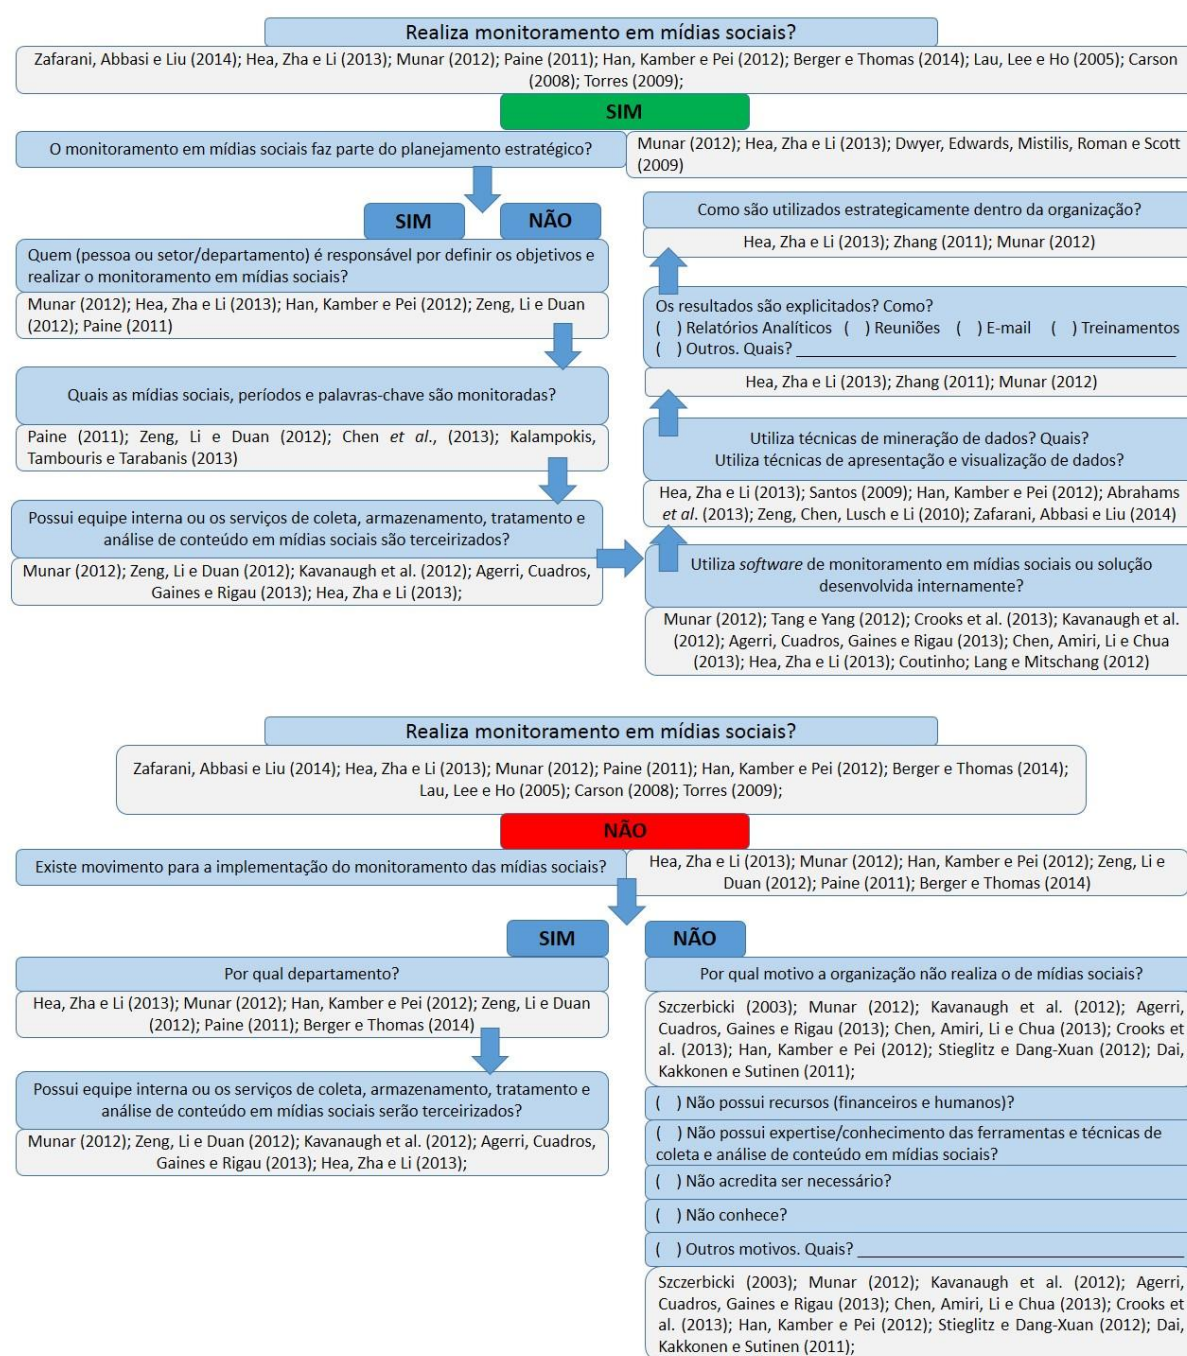 Realiza monitoramento em mídias sociais?
Zafarani, Abbasi e Liu (2014); Hea, Zha e Li (2013); Munar (2012); Paine (2011); Han, Kamber e Pei (2012); Berger e Thomas (2014); Lau, Lee e Ho (2005); Carson
(2008); Torres (2009);
SIM
O monitoramento em mídias sociais faz parte do planejamento estratégico?
Munar (2012); Hea, Zha e Li (2013); Dwyer, Edwards, Mistilis, Roman e Scott
(2009)
SIM
NÃO
Quem (pessoa ou setor/departamento) é responsável por definir os objetivos e
realizar o monitoramento em mídias sociais?
Munar (2012); Hea, Zha e Li (2013); Han, Kamber e Pei (2012); Zeng, Li e Duan
(2012); Paine (2011)
Quais as mídias sociais, períodos e palavras-chave são monitoradas?
Paine (2011); Zeng, Li e Duan (2012); Chen et al., (2013); Kalampokis,
Tambouris e Tarabanis (2013)
Possui equipe interna ou os serviços de coleta, armazenamento, tratamento e
análise de conteúdo em mídias sociais são terceirizados?
Munar (2012); Zeng, Li e Duan (2012); Kavanaugh et al. (2012); Agerri, Cuadros,
Gaines e Rigau (2013); Hea, Zha e Li (2013);
Como são utilizados estrategicamente dentro da organização?
Hea, Zha e Li (2013); Zhang (2011); Munar (2012)
Os resultados são explicitados? Como?
( ) Relatórios Analíticos ( ) Reuniões ( ) E-mail ( ) Treinamentos
( ) Outros. Quais? ____________________
Hea, Zha e Li (2013); Zhang (2011); Munar (2012)
Utiliza técnicas de mineração de dados? Quais?
Utiliza técnicas de apresentação e visualização de dados?
Hea, Zha e Li (2013); Santos (2009); Han, Kamber e Pei (2012); Abrahams
et al. (2013); Zeng, Chen, Lusch e Li (2010); Zafarani, Abbasi e Liu (2014)
Utiliza software de monitoramento em mídias sociais ou solução
desenvolvida internamente?
Munar (2012); Tang e Yang (2012); Crooks et al. (2013); Kavanaugh et al.
(2012); Agerri, Cuadros, Gaines e Rigau (2013); Chen, Amiri, Li e Chua
(2013); Hea, Zha e Li (2013); Coutinho; Lang e Mitschang (2012)
Realiza monitoramento em mídias sociais?
Zafarani, Abbasi e Liu (2014); Hea, Zha e Li (2013); Munar (2012); Paine (2011); Han, Kamber e Pei (2012); Berger e Thomas (2014);
Lau, Lee e Ho (2005); Carson (2008); Torres (2009);
NÃO
Existe movimento para a implementação do monitoramento das mídias sociais?
Hea, Zha e Li (2013); Munar (2012); Han, Kamber e Pei (2012); Zeng, Li e
Duan (2012); Paine (2011); Berger e Thomas (2014)
SIM
NÃO
Por qual departamento?
Hea, Zha e Li (2013); Munar (2012); Han, Kamber e Pei (2012); Zeng, Li e Duan
(2012); Paine (2011); Berger e Thomas (2014)
Possui equipe interna ou os serviços de coleta, armazenamento, tratamento e
análise de conteúdo em mídias sociais serão terceirizados?
Munar (2012); Zeng, Li e Duan (2012); Kavanaugh et al. (2012); Agerri, Cuadros,
Gaines e Rigau (2013); Hea, Zha e Li (2013);
Por qual motivo a organização não realiza o de mídias sociais?
Szczerbicki (2003); Munar (2012); Kavanaugh et al. (2012); Agerri,
Cuadros, Gaines e Rigau (2013); Chen, Amiri, Li e Chua (2013); Crooks et
al. (2013); Han, Kamber e Pei (2012); Stieglitz e Dang-Xuan (2012); Dai,
Kakkonen e Sutinen (2011);
( ) Não possui recursos (financeiros e humanos)?
( ) Não possui expertise/conhecimento das ferramentas e técnicas de
coleta e análise de conteúdo em mídias sociais?
( ) Não acredita ser necessário?
( ) Não conhece?
( ) Outros motivos. Quais? ____________________
Szczerbicki (2003); Munar (2012); Kavanaugh et al. (2012); Agerri,
Cuadros, Gaines e Rigau (2013); Chen, Amiri, Li e Chua (2013); Crooks et
al. (2013); Han, Kamber e Pei (2012); Stieglitz e Dang-Xuan (2012); Dai,
Kakkonen e Sutinen (2011);